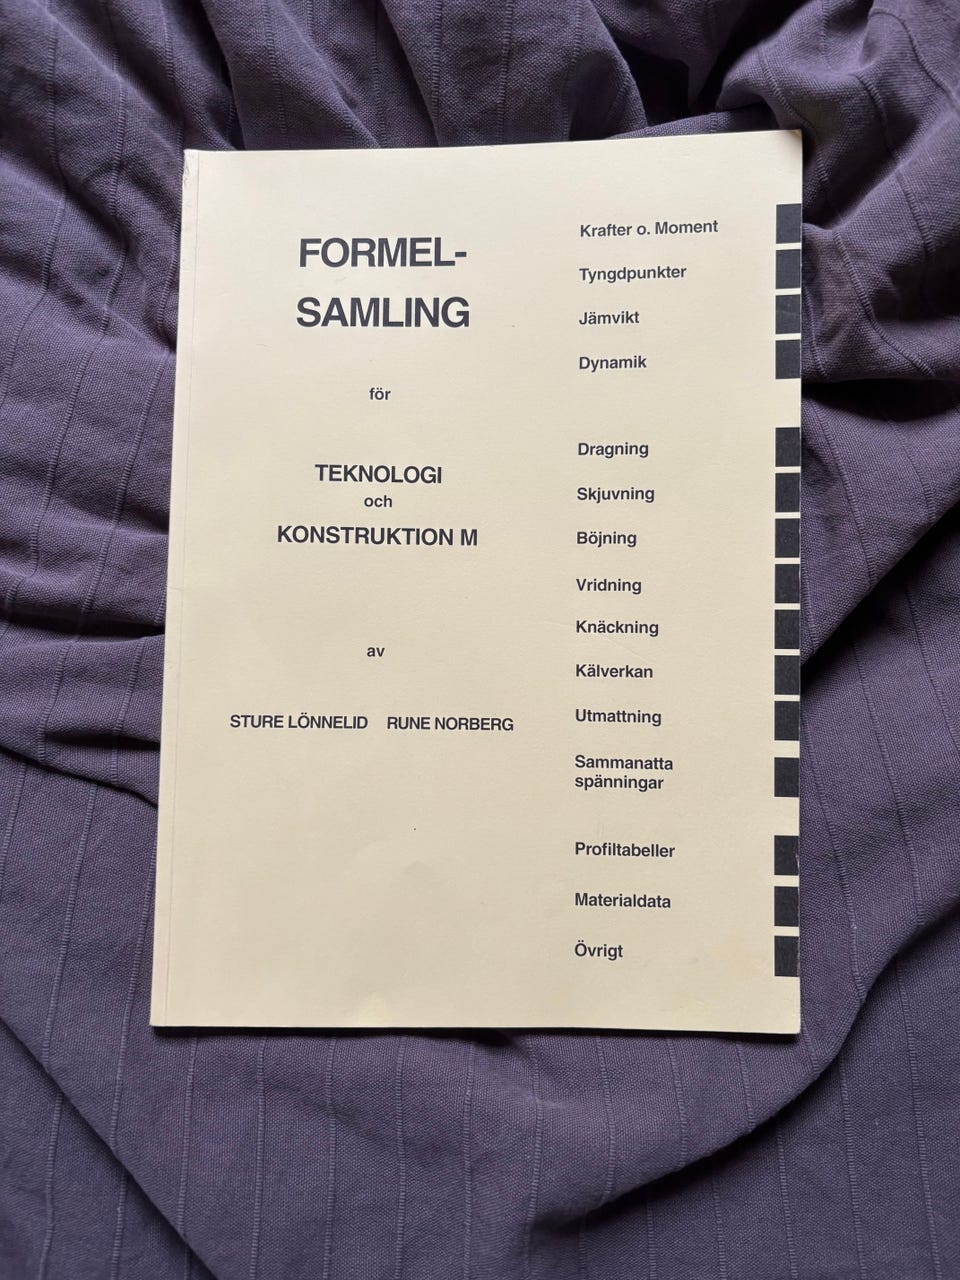 FORMEL-
SAMLING
för
TEKNOLOGI
och
KONSTRUKTION M
av
STURE LÖNNELID RUNE NORBERG
Krafter o. Moment
Tyngdpunkter
Jämvikt
Dynamik
Dragning
Skjuvning
Böjning
Vridning
Knäckning
Kälverkan
Utmattning
Sammanatta
spänningar
Profiltabeller
Materialdata
Övrigt